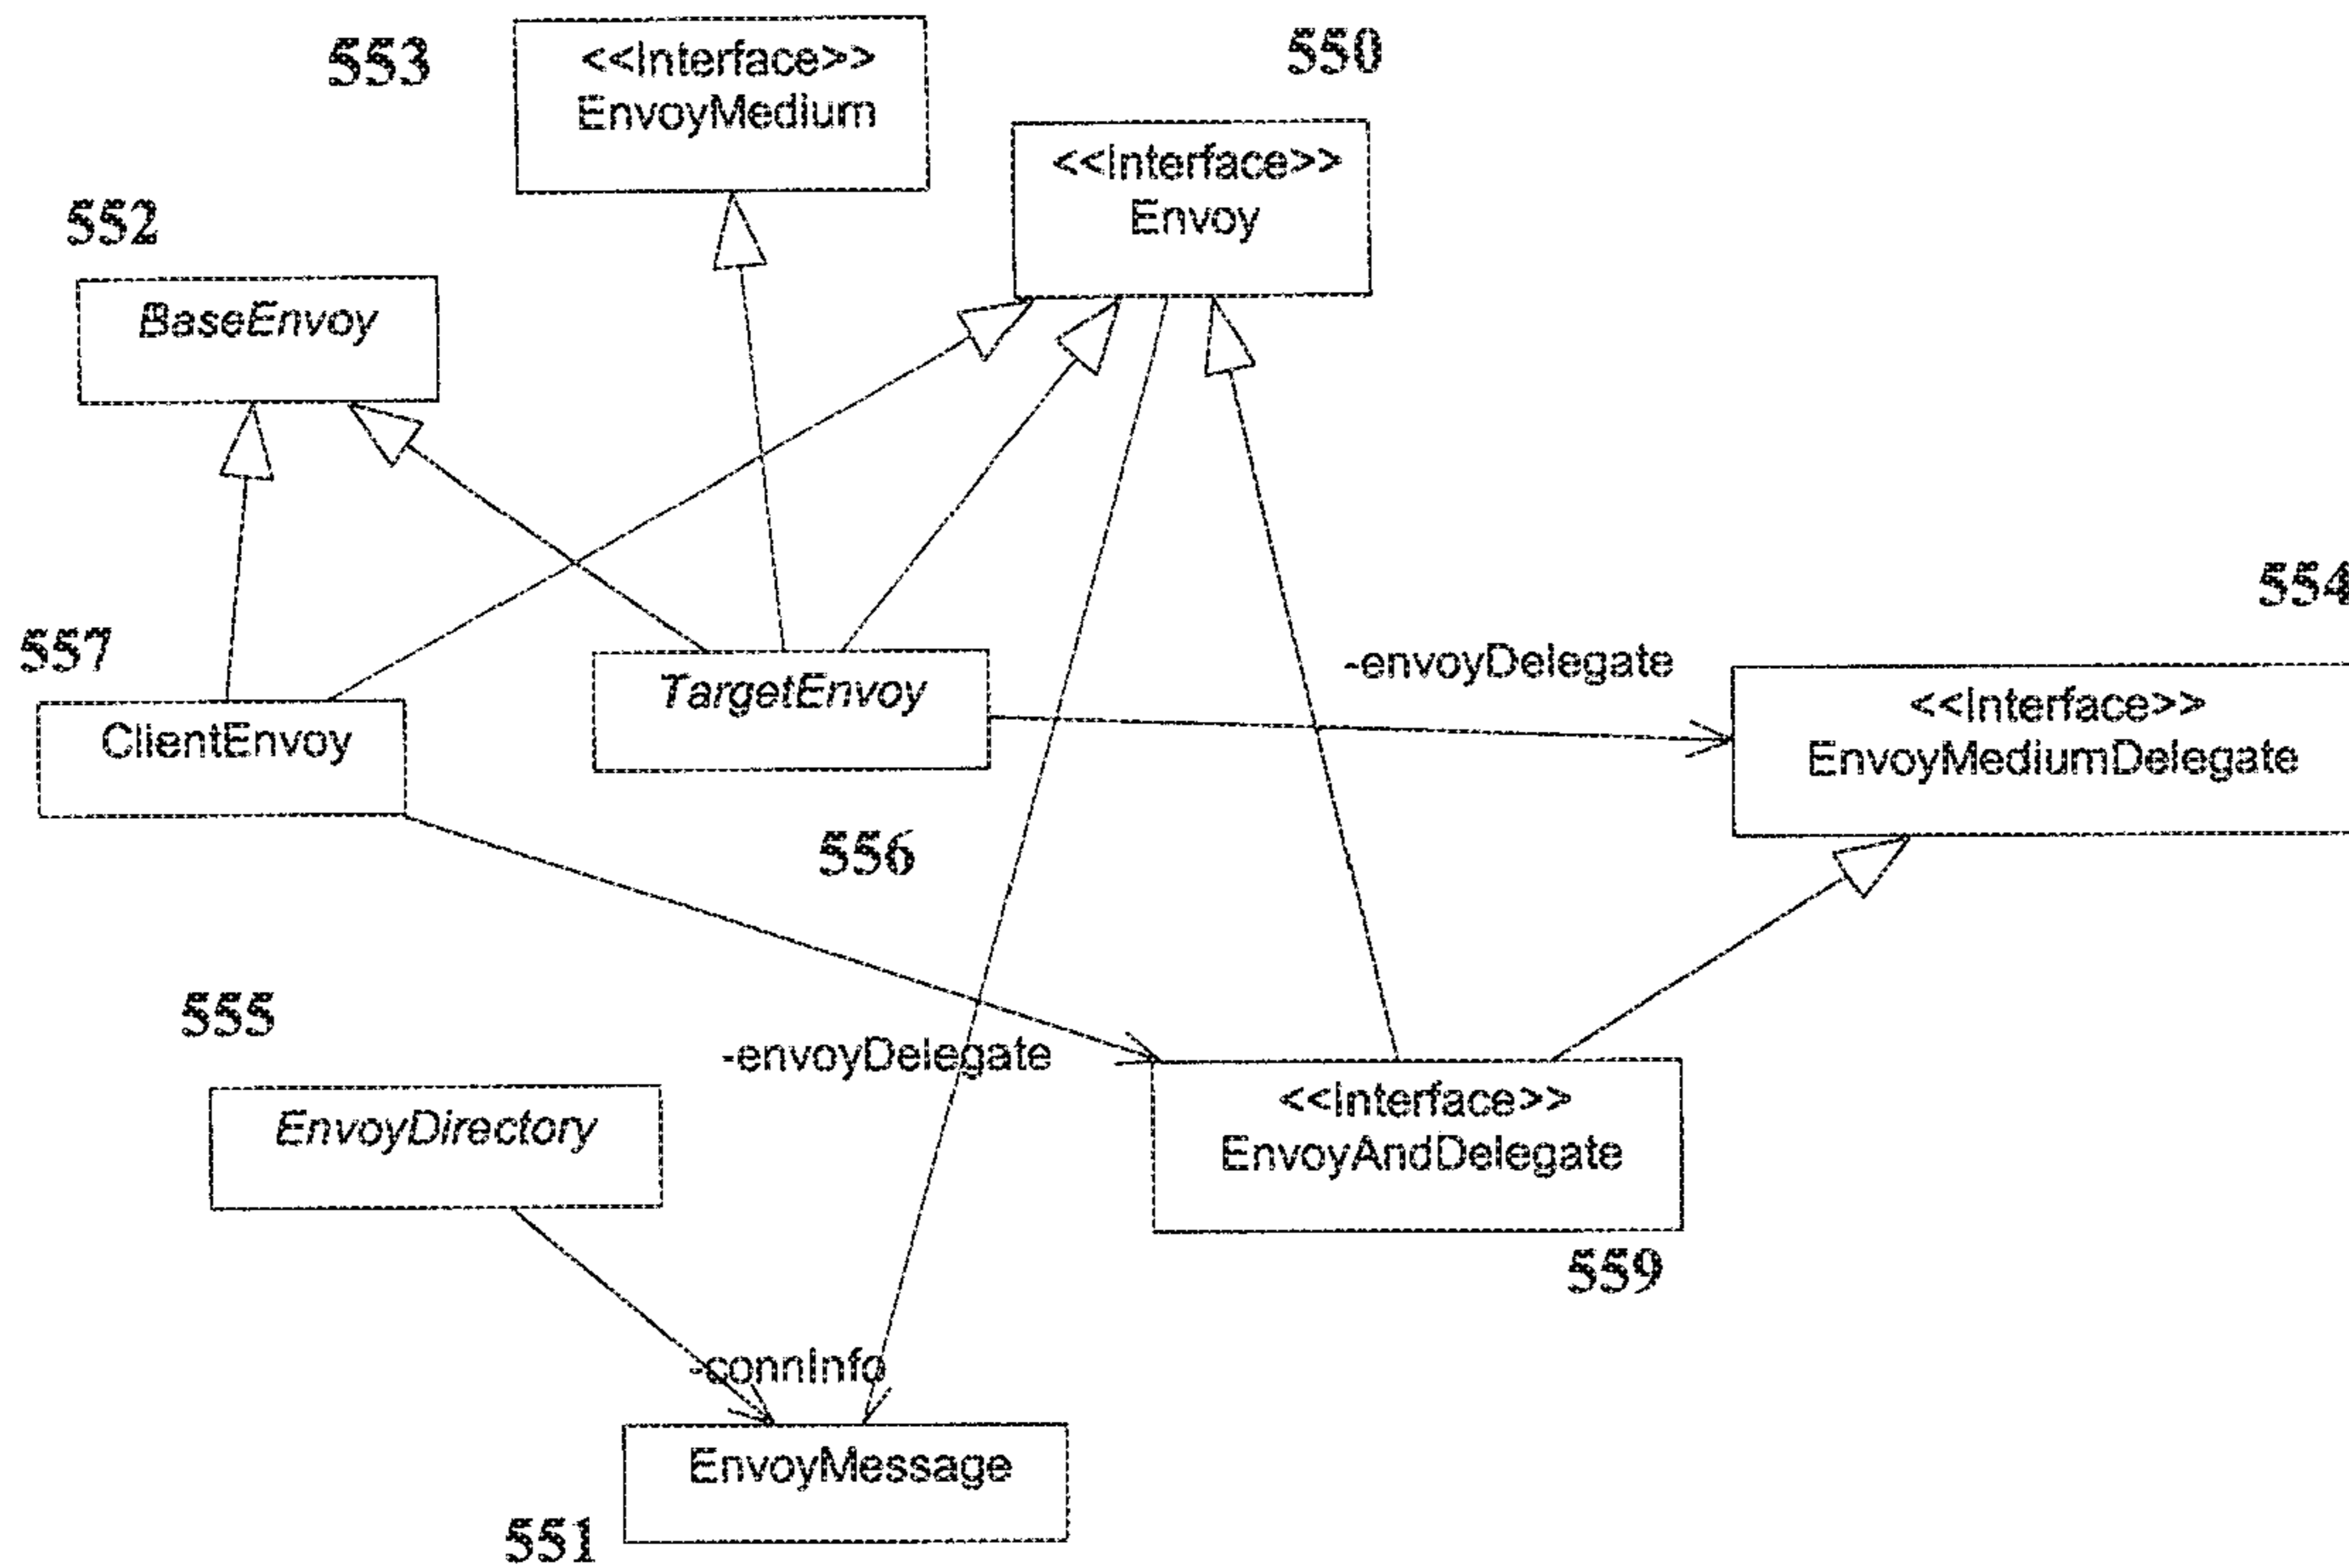 553
<<Interface>>
EnvoyMedium
550
<<Interface>>
Envoy
552
BaseEnvoy
554
557
ClientEnvoy
TargetEnvoy
-envoyDelegate
<<Interface>>
EnvoyMediumDelegate
556
555
-envoyDelegate
EnvoyDirectory
<<Interface>>
EnvoyAndDelegate
559
-connInfo
EnvoyMessage
551